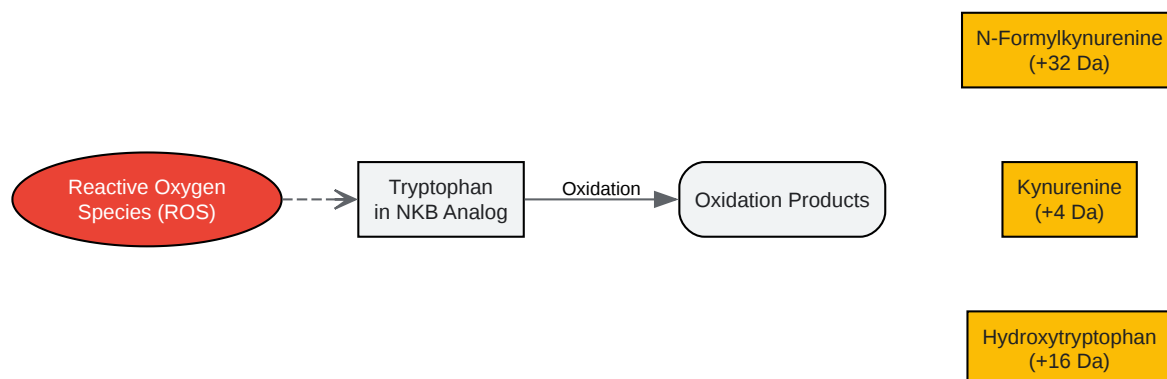 N-Formylkynurenine
(+32 Da)
Reactive Oxygen
Species (ROS)
Tryptophan
in NKB Analog
Oxidation
Oxidation Products
Kynurenine
(+4 Da)
Hydroxytryptophan
(+16 Da)